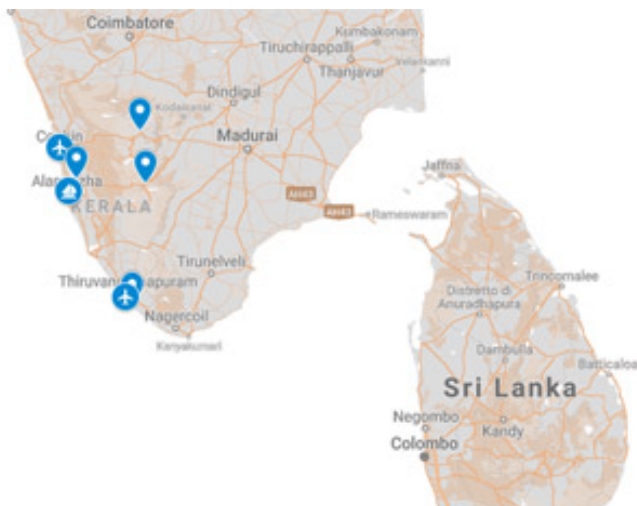 Coimbatore
Kumbakonam
Tiruchirappalli
Thanjavur
Velankanni
Dindigul
Kodaikanal
Madurai
KERALA
Jaffna
AH43
AH43
Rameswaram
Tirunelveli
Trincomalee
Distretto di
Anuradhapura
Nagercoil
Kanyakumari
Dambulla
Batticaloa
Sri Lanka
Negombo
Kandy
Colombo